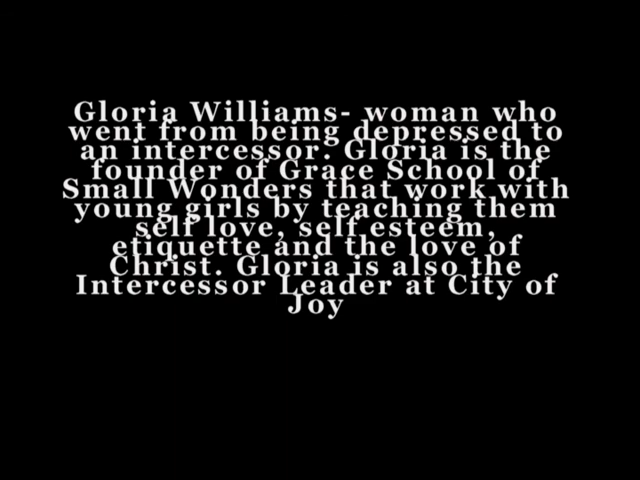 Gloria Williams- woman who
went from being depressed to
an intercessor. Gloria is the
founder of Grace School of
Small Wonders that work with
young girls by teaching them
self love, self esteem,
etiquette and the love of
Christ. Gloria is also the
Intercessor Leader at City of
Joy